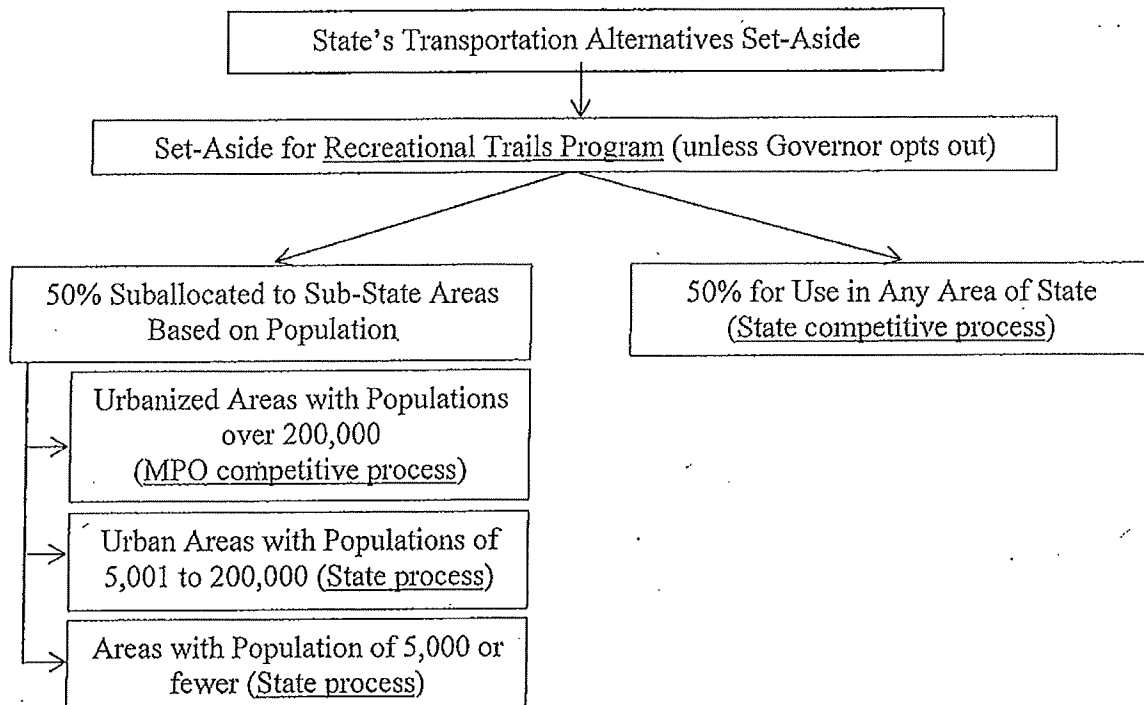 State's Transportation Alternatives Set-Aside
Set-Aside for Recreational Trails Program (unless Governor opts out)
50% Suballocated to Sub-State Areas
Based on Population
50% for Use in Any Area of State
(State competitive process)
Urbanized Areas with Populations
over 200,000
(MPO competitive process)
Urban Areas with Populations of
5,001 to 200,000 (State process)
Areas with Population of 5,000 or
fewer (State process)